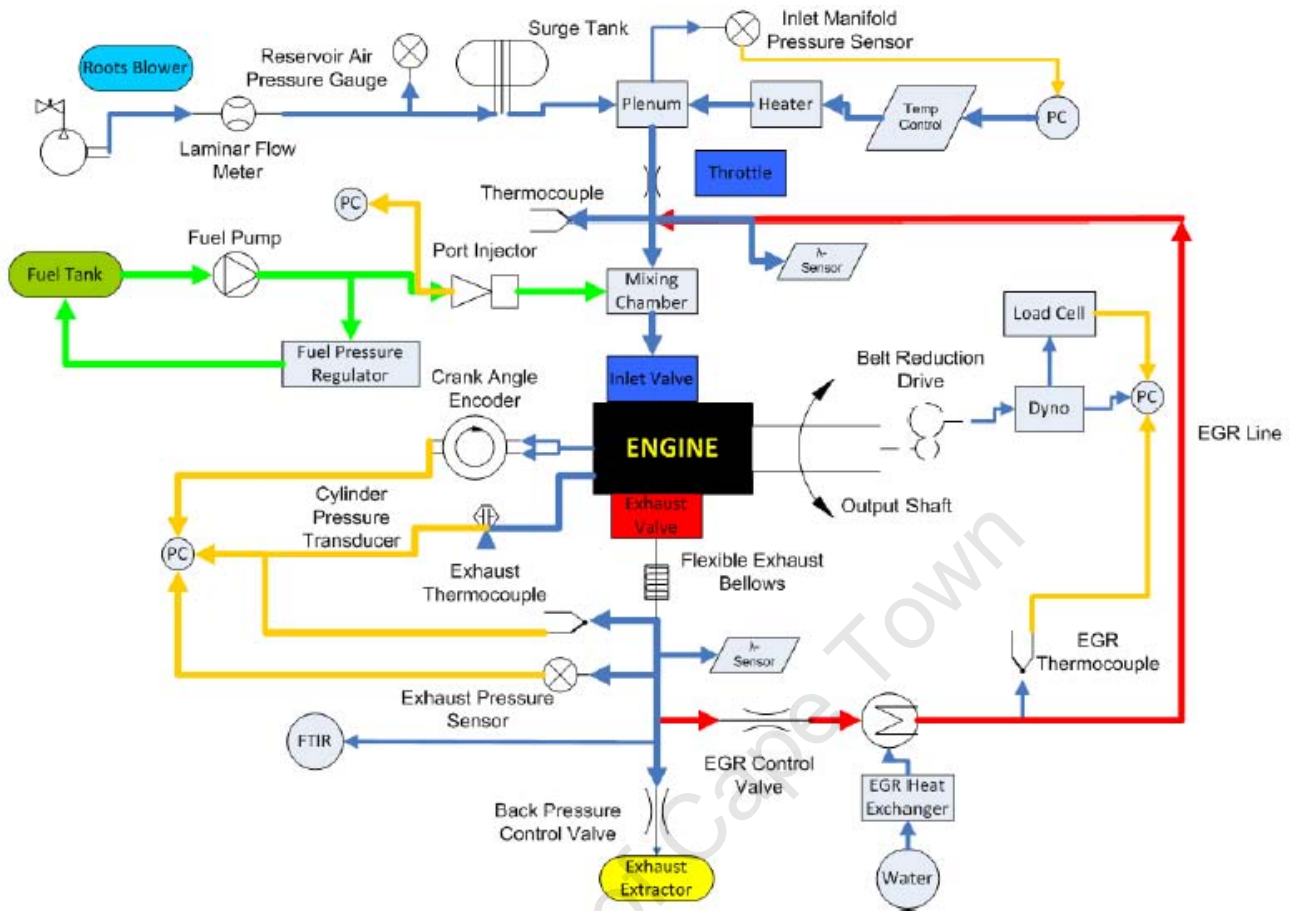 Surge Tank
Inlet Manifold
Pressure Sensor
Roots Blower
Reservoir Air
Pressure Gauge
Plenum
Heater
Temp
Control
PC
Laminar Flow
Meter
Throttle
Thermocouple
PC
Fuel Pump
Port Injector
Fuel Tank
Mixing
Chamber
λ-
Sensor
Load Cell
Fuel Pressure
Regulator
Belt Reduction
Drive
Inlet Valve
Crank Angle
Encoder
Dyno
PC
EGR Line
ENGINE
Cylinder
Pressure
Transducer
Exhaust
Valve
Output Shaft
PC
Exhaust
Thermocouple
Flexible Exhaust
Bellows
λ-
Sensor
EGR
Thermocouple
Exhaust Pressure
Sensor
FTIR
EGR Control
Valve
EGR Heat
Exchanger
Back Pressure
Control Valve
Exhaust
Extractor
Water
of Cape Town